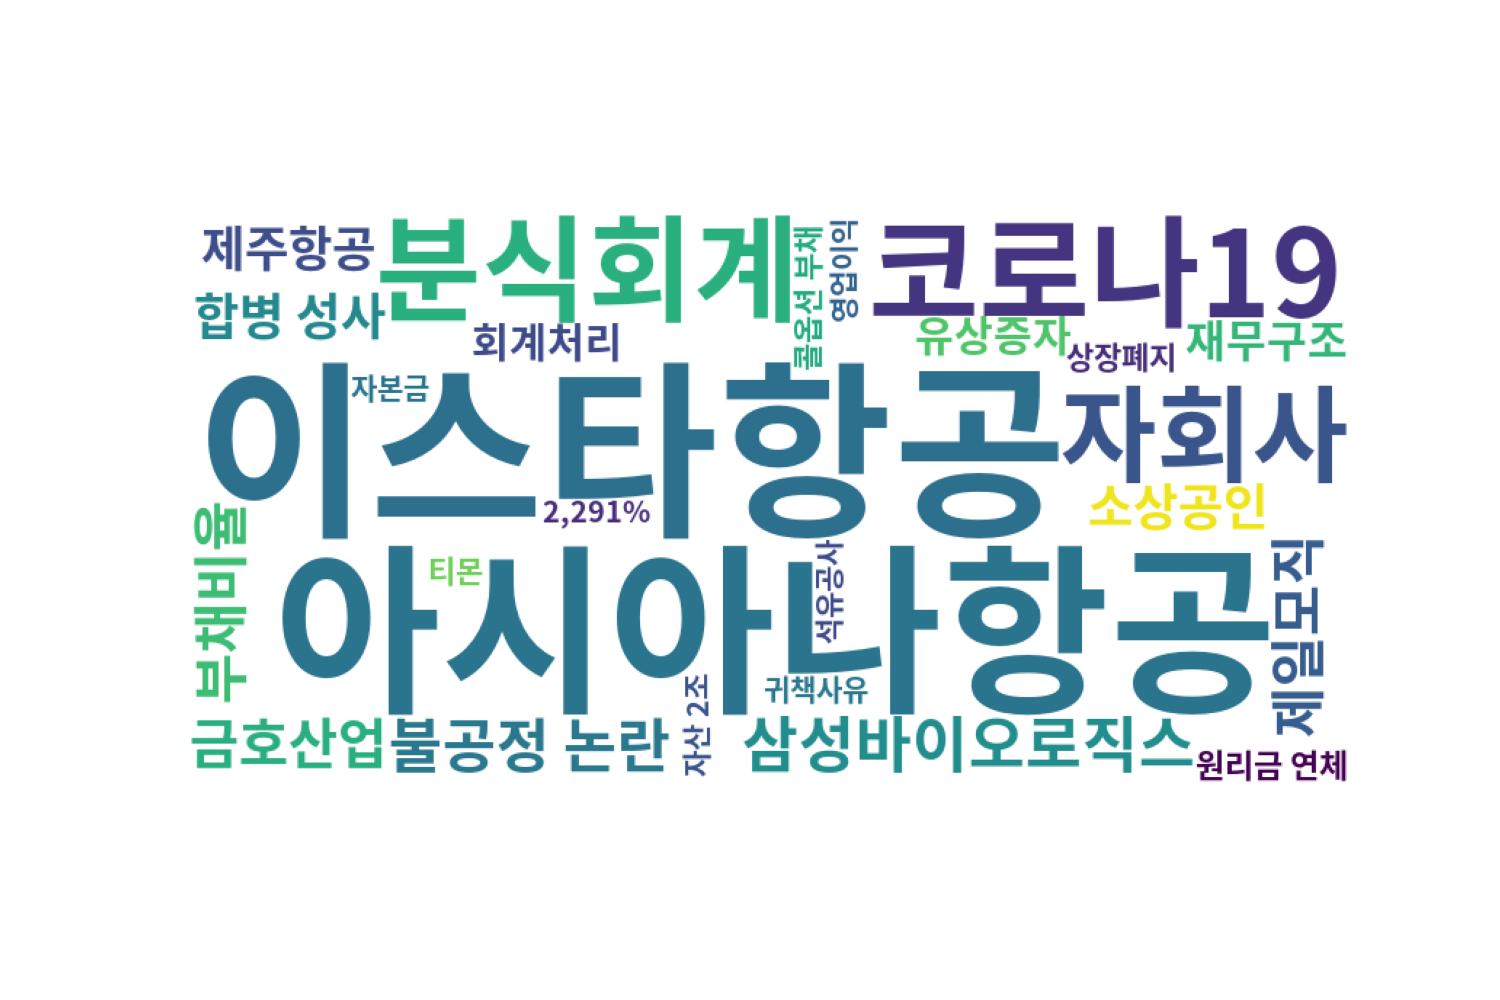 제주항공
분식회계
콜옵션 부채
영업이익
코로나19
합병 성사
회계처리
유상증자
상장폐지
재무구조
이스타항공
자본금
자회사
2,291%
소상공인
부채비율
아시아나항공
티몬
석유공사
제일모직
귀책사유
자산 2조
금호산업
불공정 논란
삼성바이오로직스
원리금 연체